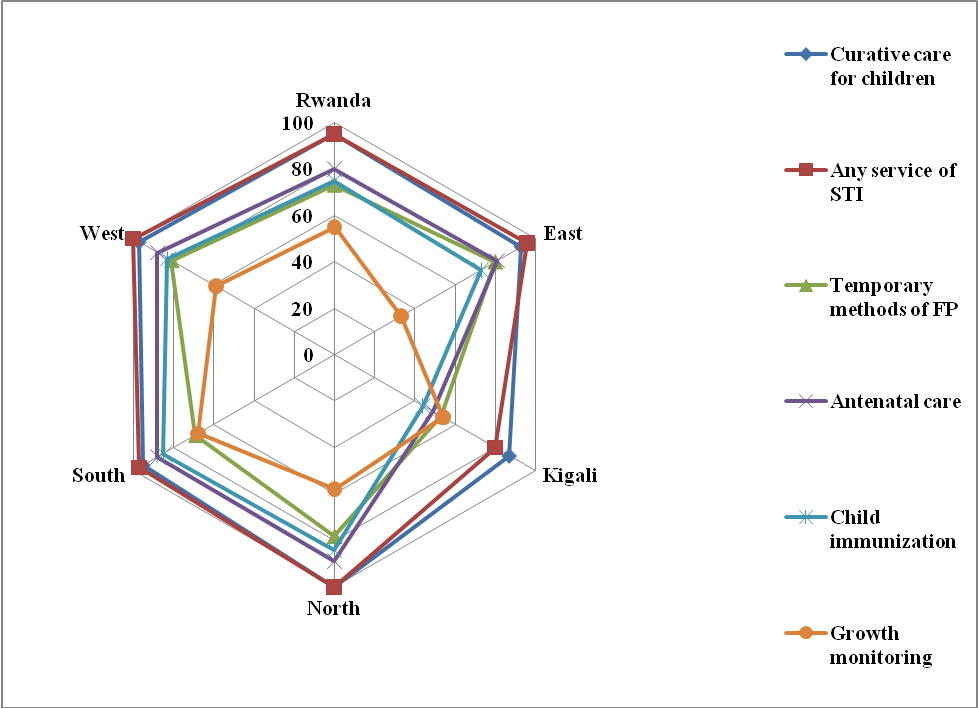 Rwanda
100
80
60
40
20
0
East
Kigali
North
South
West
Curative care
for children
Any service of
STI
Temporary
methods of FP
Antenatal care
Child
immunization
Growth
monitoring